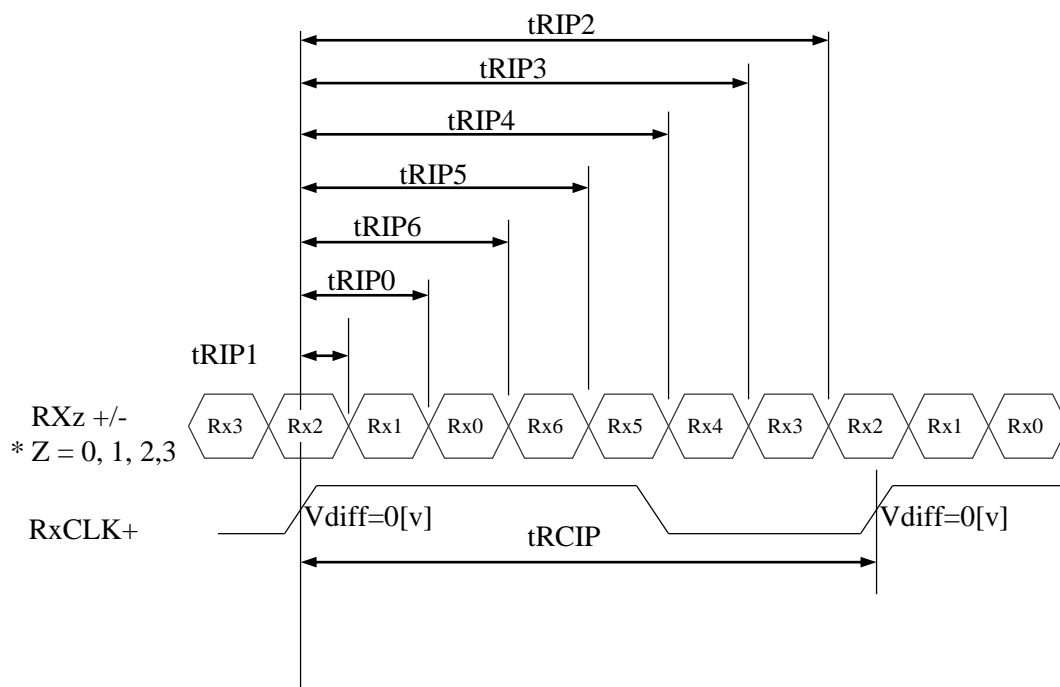 tRIP2
tRIP3
tRIP4
tRIP5
tRIP6
tRIP0
tRIP1
RXz +/-
* Z = 0, 1, 2,3
Rx3 Rx2 Rx1 Rx0 Rx6 Rx5 Rx4 Rx3 Rx2 Rx1 Rx0
RxCLK+
Vdiff=0[v] Vdiff=0[v]
tRCIP